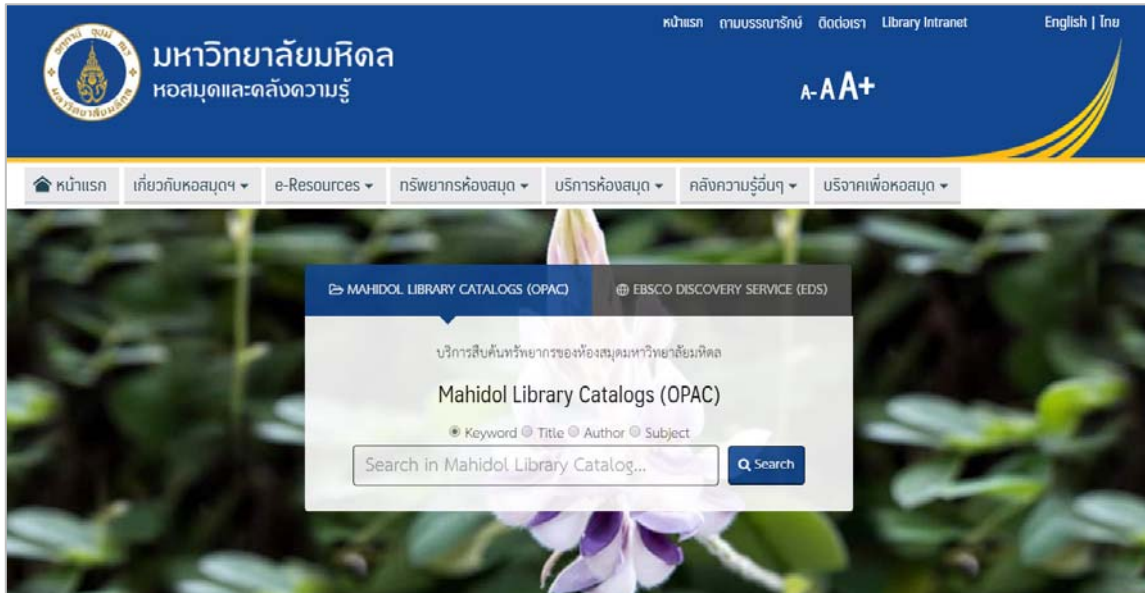 หน้าแรก ถามบรรณารักษ์ ติดต่อเรา Library Intranet English | ไทย
มหาวิทยาลัยมหิดล
หอสมุดและคลังความรู้
A- A A+
หน้าแรก เกี่ยวกับหอสมุดฯ e-Resources ทรัพยากรห้องสมุด บริการห้องสมุด คลังความรู้อื่นๆ บริจาคเพื่อหอสมุด
MAHIDOL LIBRARY CATALOGS (OPAC) EBSCO DISCOVERY SERVICE (EDS)
บริการสืบค้นทรัพยากรของห้องสมุดมหาวิทยาลัยมหิดล
Mahidol Library Catalogs (OPAC)
Keyword Title Author Subject
Search in Mahidol Library Catalog... Search